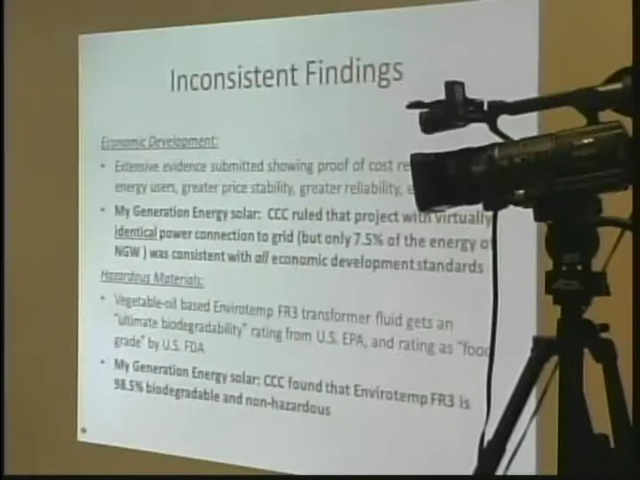 Inconsistent Findings
Economic Development:
• Extensive evidence submitted showing proof of cost
energy users, greater price stability, greater reliability,
• My Generation Energy solar: CCC ruled that project with virtually
identical power connection to grid (but only 7.5% of the energy
NGW ) was consistent with all economic development standards
Hazardous Materials:
• Vegetable-oil based Envirotemp FR3 transformer fluid gets an
"ultimate biodegradability" rating from U.S. EPA, and rating as "food
grade" by U.S. FDA
• My Generation Energy solar: CCC found that Envirotemp FR3 is
98.5% biodegradable and non-hazardous